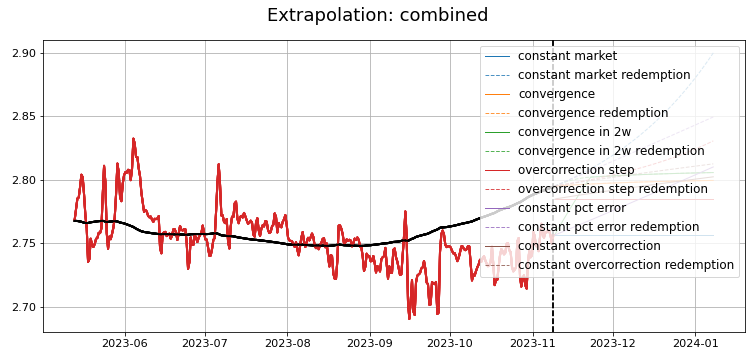 Extrapolation: combined
2.90
2.85
2.80
2.75
2.70
constant market
constant market redemption
convergence
convergence redemption
convergence in 2w
convergence in 2w redemption
overcorrection step
overcorrection step redemption
constant pct error
constant pct error redemption
constant overcorrection
constant overcorrection redemption
2023-06 2023-07 2023-08 2023-09 2023-10 2023-11 2023-12 2024-01